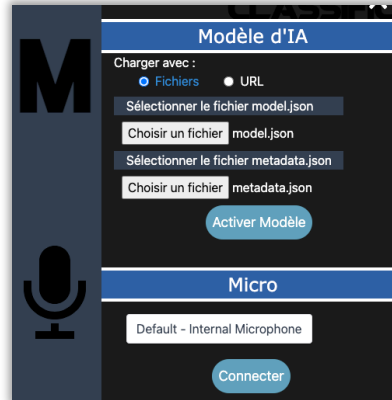 Modèle d'IA
Charger avec :
Fichiers URL
Sélectionner le fichier model.json
Choisir un fichier model.json
Sélectionner le fichier metadata.json
Choisir un fichier metadata.json
Activer Modèle
M
Micro
Default - Internal Microphone
Connecter